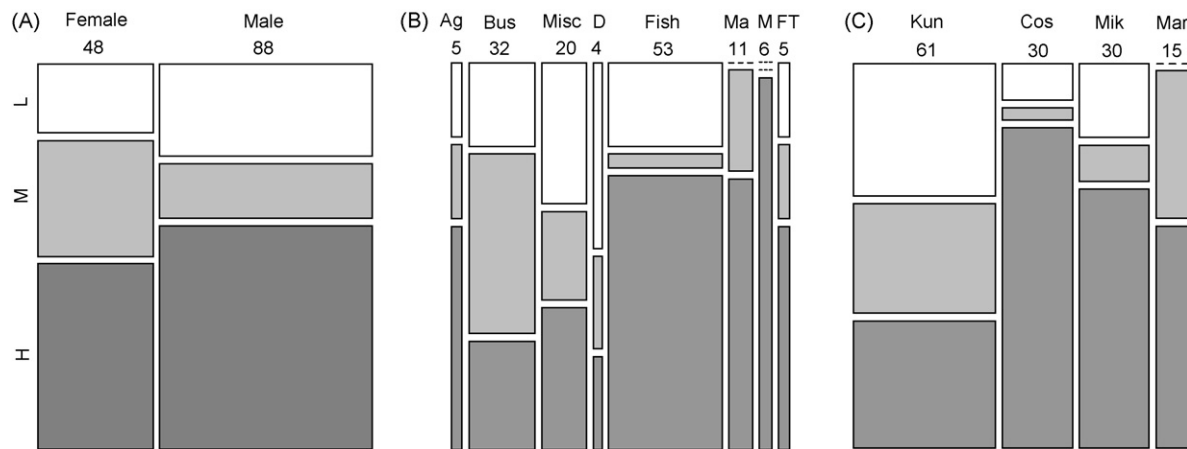 (A) Female Male
48 88
L
M
H
(B) Ag Bus Misc D Fish Ma M FT
5 32 20 4 53 11 6 5
(C) Kun Cos Mik Mar
61 30 30 15